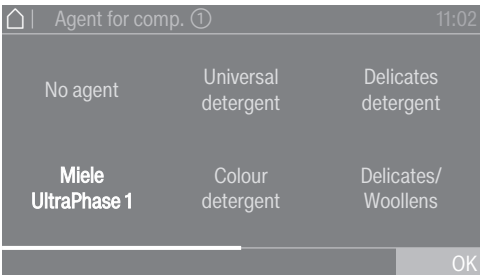 Agent for comp. ① 11:02
No agent
Universal
detergent
Delicates
detergent
Miele
UltraPhase 1
Colour
detergent
Delicates/
Woollens
OK